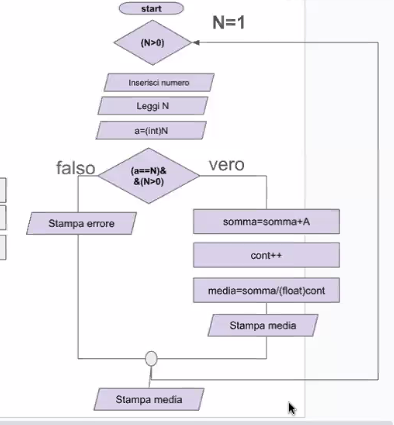 start
N=1
(N>0)
Inserisci numero
Leggi N
a=(int)N
falso
vero
(a==N)&
&(N>0)
Stampa errore
somma=somma+A
cont++
media=somma/(float)cont
Stampa media
Stampa media